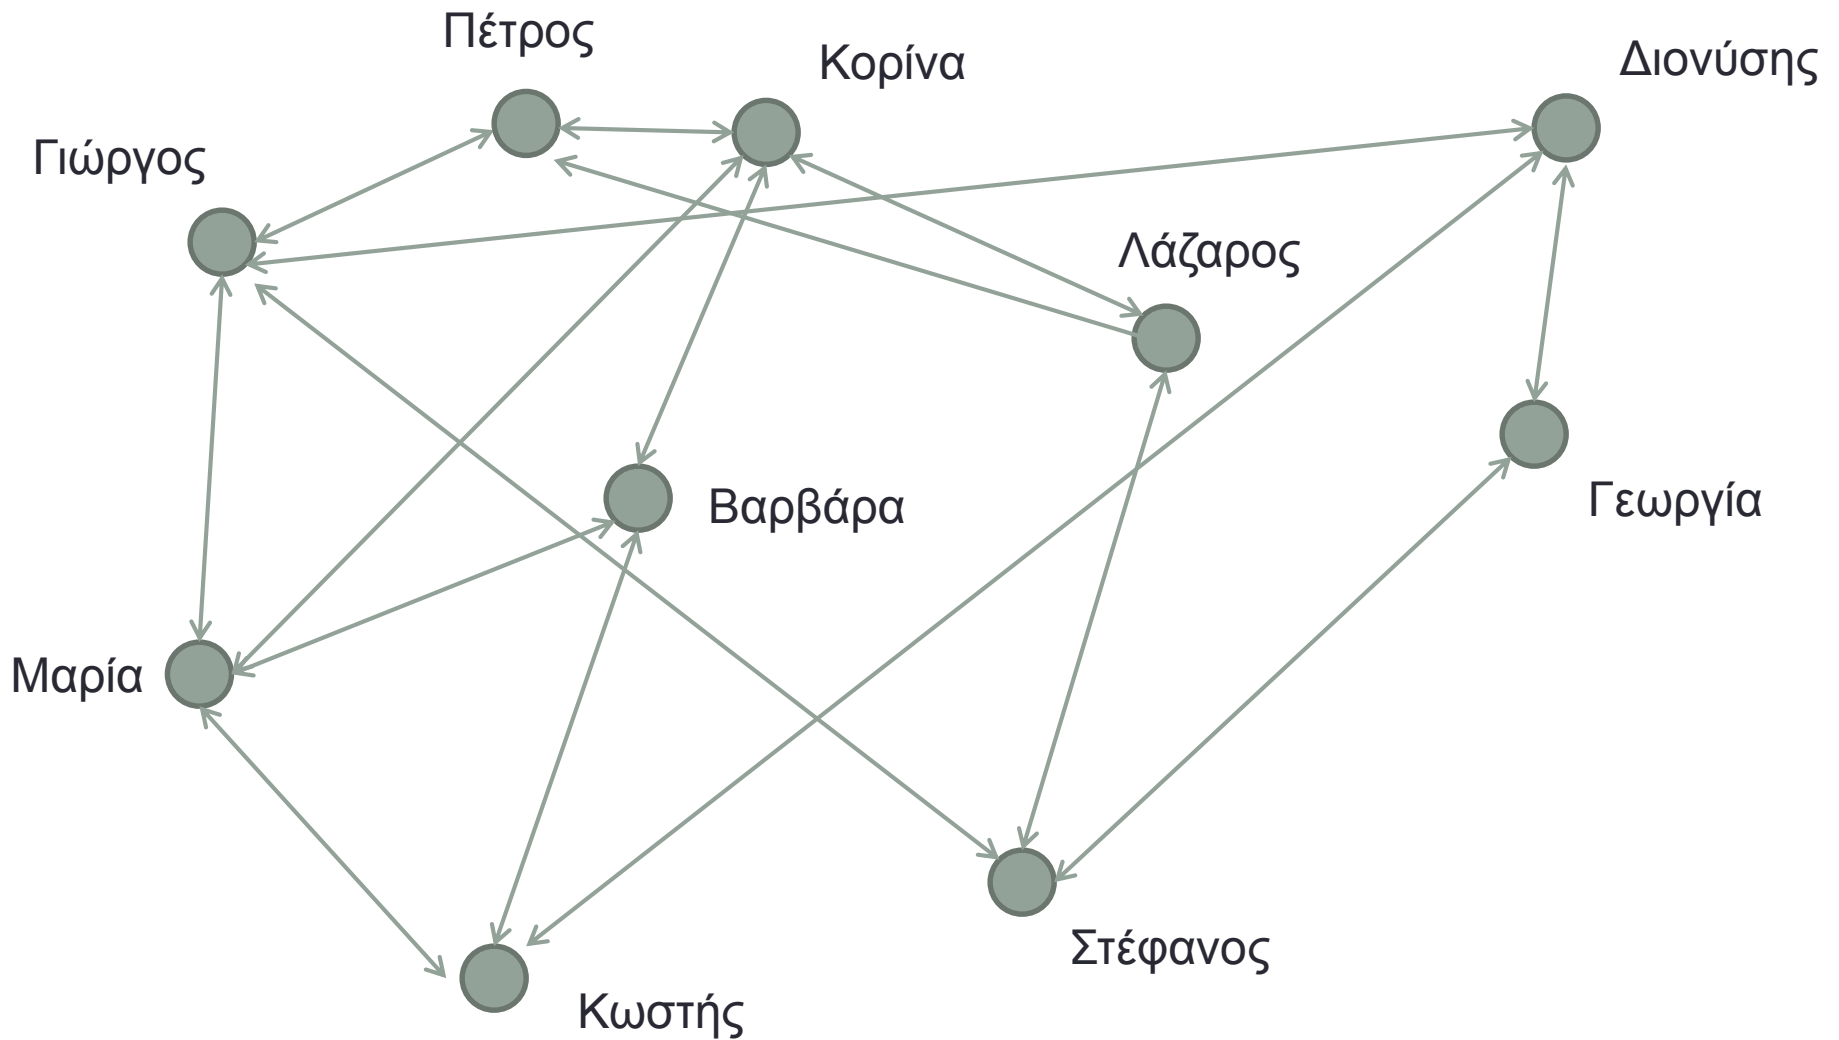 Πέτρος
Κορίνα
Διονύσης
Γιώργος
Λάζαρος
Βαρβάρα
Γεωργία
Μαρία
Στέφανος
Κωστής